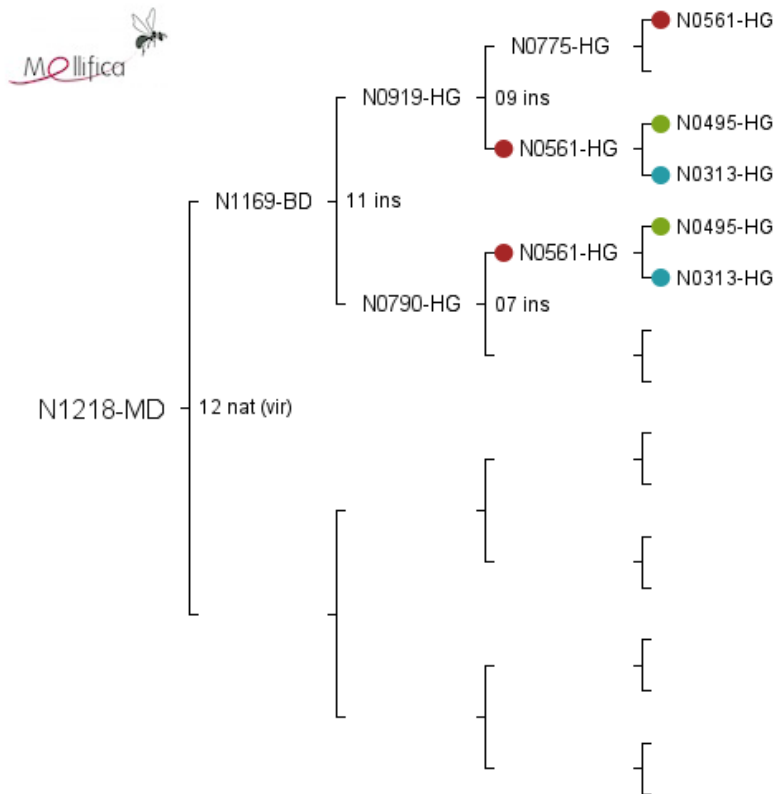 Mellifica
N0561-HG
N0775-HG
N0919-HG
09 ins
N0495-HG
N0561-HG
N0313-HG
N1169-BD
11 ins
N0495-HG
N0561-HG
N0313-HG
N0790-HG
07 ins
N1218-MD
12 nat (vir)